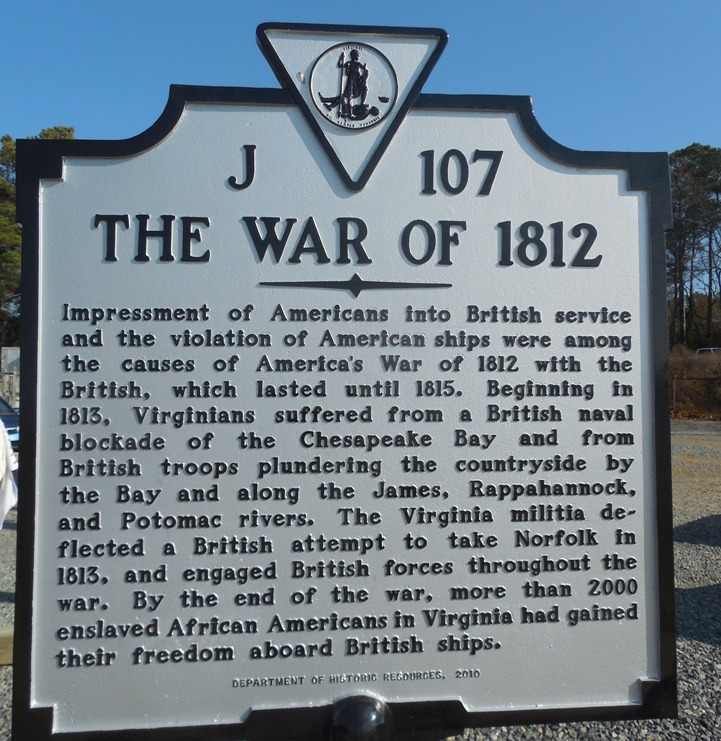 J 107
THE WAR OF 1812
Impressment of Americans into British service
and the violation of American ships were among
the causes of America's War of 1812 with the
British, which lasted until 1815. Beginning in
1813, Virginians suffered from a British naval
blockade of the Chesapeake Bay and from
British troops plundering the countryside by
the Bay and along the James, Rappahannock,
and Potomac rivers. The Virginia militia de-
flected a British attempt to take Norfolk in
1813, and engaged British forces throughout the
war. By the end of the war, more than 2000
enslaved African Americans in Virginia had gained
their freedom aboard British ships.
DEPARTMENT OF HISTORIC RESOURCES, 2010